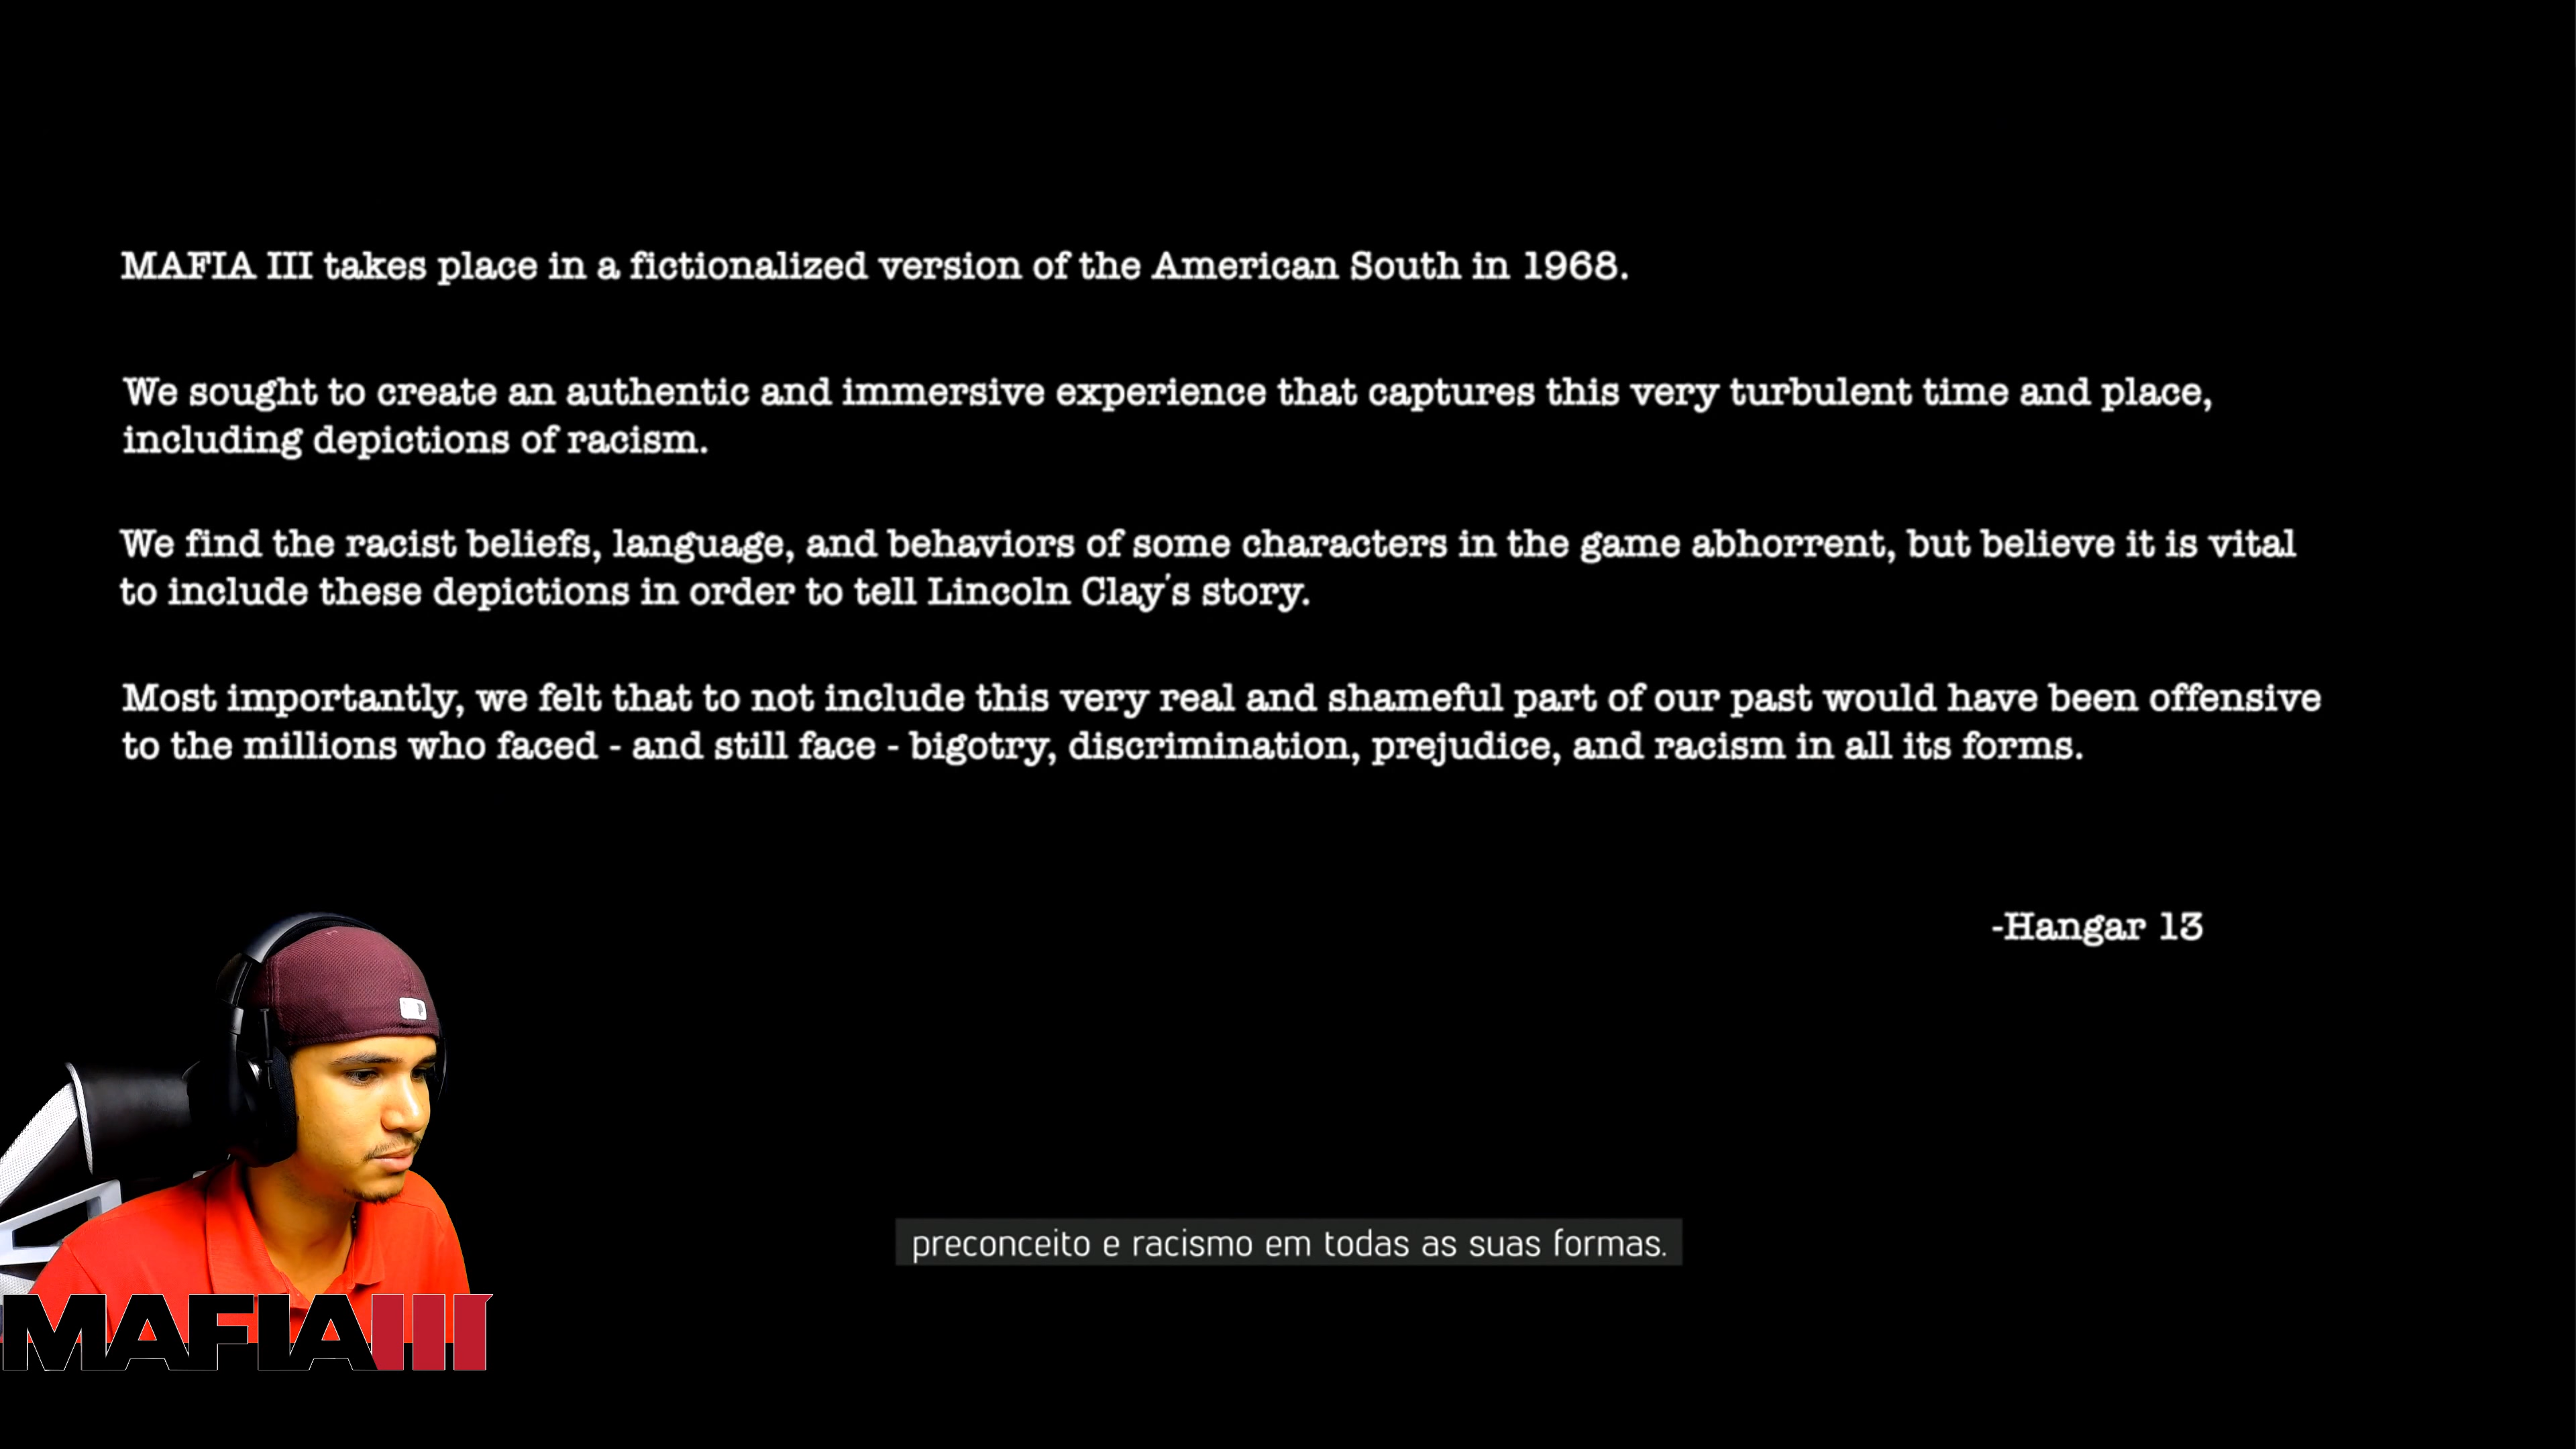 MAFIA III takes place in a fictionalized version of the American South in 1968.
We sought to create an authentic and immersive experience that captures this very turbulent time and place,
including depictions of racism.
We find the racist beliefs, language, and behaviors of some characters in the game abhorrent, but believe it is vital
to include these depictions in order to tell Lincoln Clay's story.
Most importantly, we felt that to not include this very real and shameful part of our past would have been offensive
to the millions who faced - and still face - bigotry, discrimination, prejudice, and racism in all its forms.
-Hangar 13
preconceito e racismo em todas as suas formas.
MAFIA III